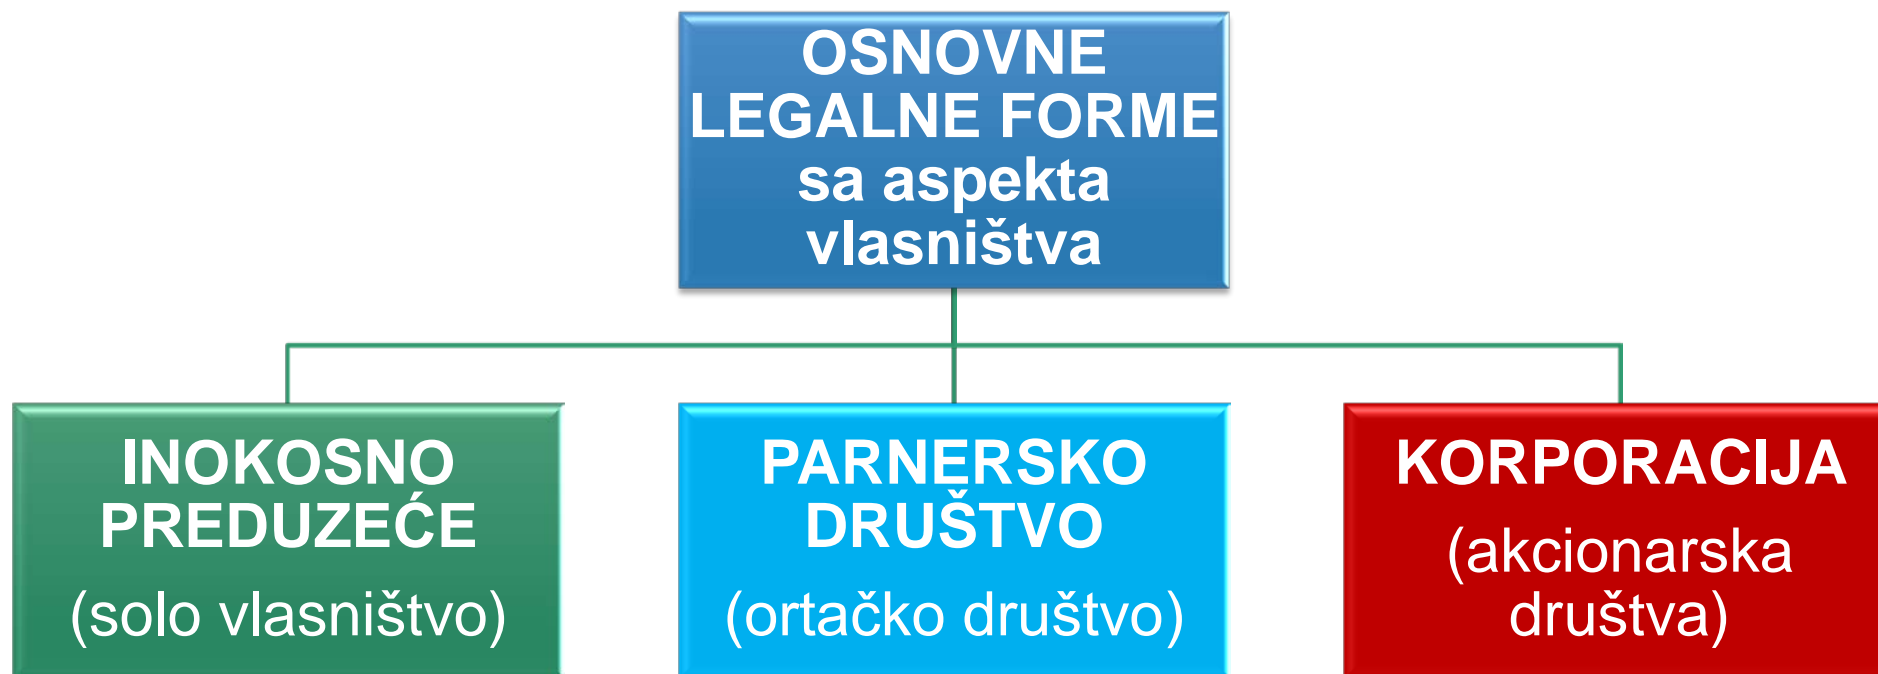 OSNOVNE
LEGALNE FORME
sa aspekta
vlasništva
INOKOSNO
PREDUZEĆE
(solo vlasništvo)
PARNERSKO
DRUŠTVO
(ortačko društvo)
KORPORACIJA
(akcionarska
društva)